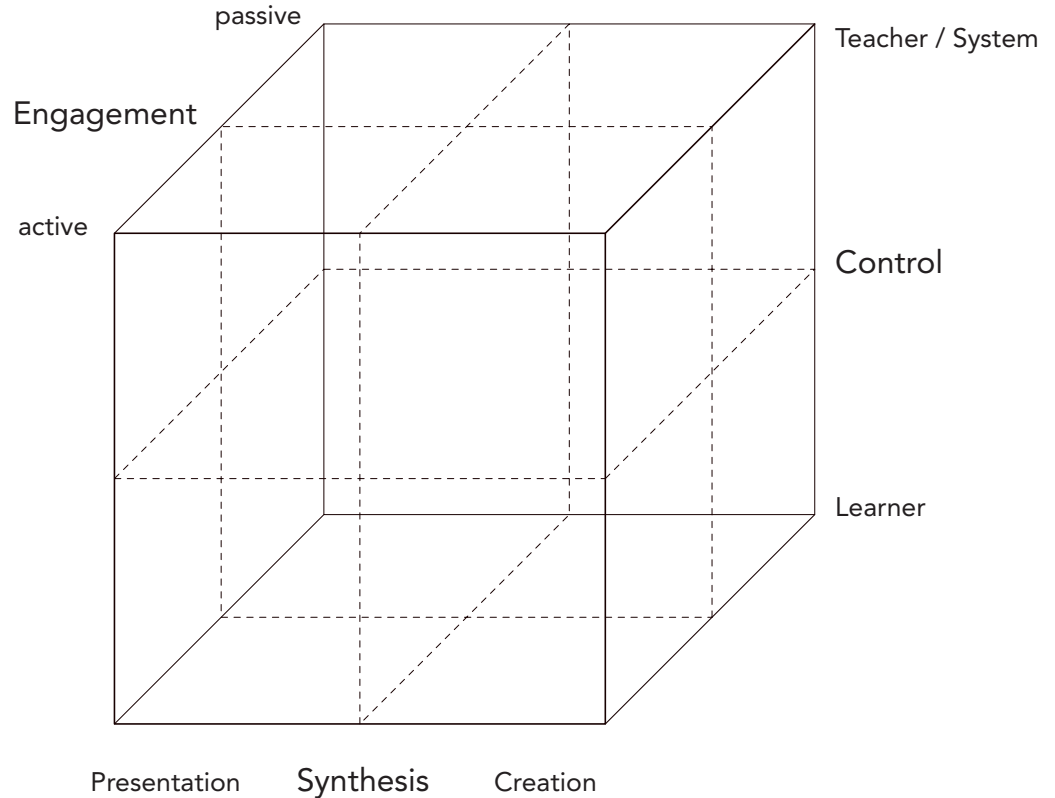 passive
Teacher / System
Engagement
active
Control
Learner
Presentation Synthesis Creation